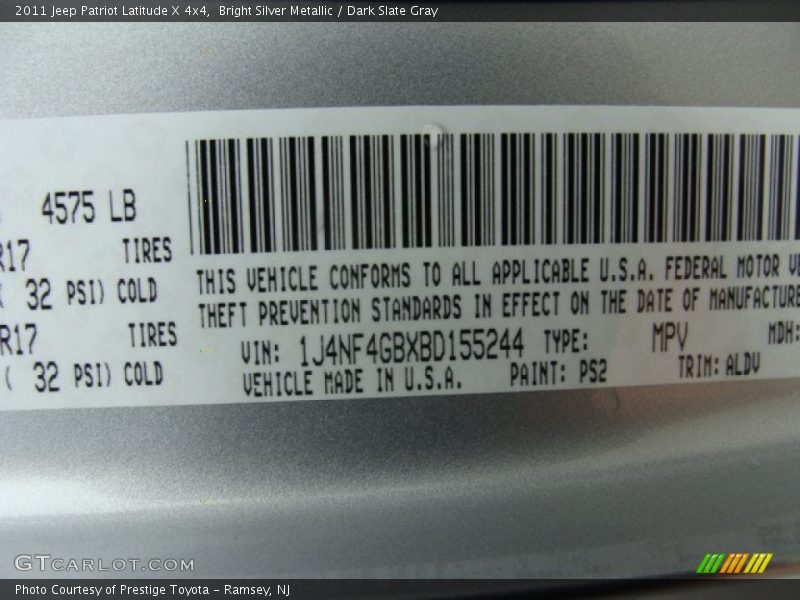 2011 Jeep Patriot Latitude X 4x4,  Bright Silver Metallic / Dark Slate Gray
4575 LB
R17 TIRES
32 PSI) COLD
R17 TIRES
( 32 PSI) COLD
THIS VEHICLE CONFORMS TO ALL APPLICABLE U.S.A. FEDERAL MOTOR
THEFT PREVENTION STANDARDS IN EFFECT ON THE DATE OF MANUFACTURE
VIN: 1J4NF4GBXBD155244 TYPE: MPV MDH:
VEHICLE MADE IN U.S.A. PAINT: PS2 TRIM: ALDV
GTCARLOT.COM
Photo Courtesy of Prestige Toyota – Ramsey, NJ